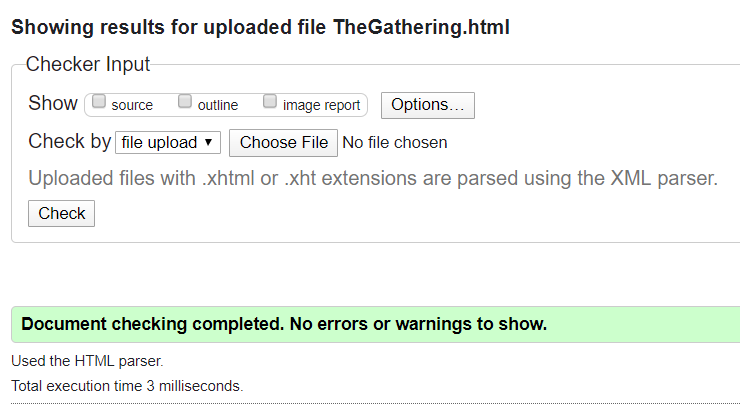 Showing results for uploaded file TheGathering.html
Checker Input
Show source outline image report Options...
Check by file upload Choose File No file chosen
Uploaded files with .xhtml or .xht extensions are parsed using the XML parser.
Check
Document checking completed. No errors or warnings to show.
Used the HTML parser.
Total execution time 3 milliseconds.